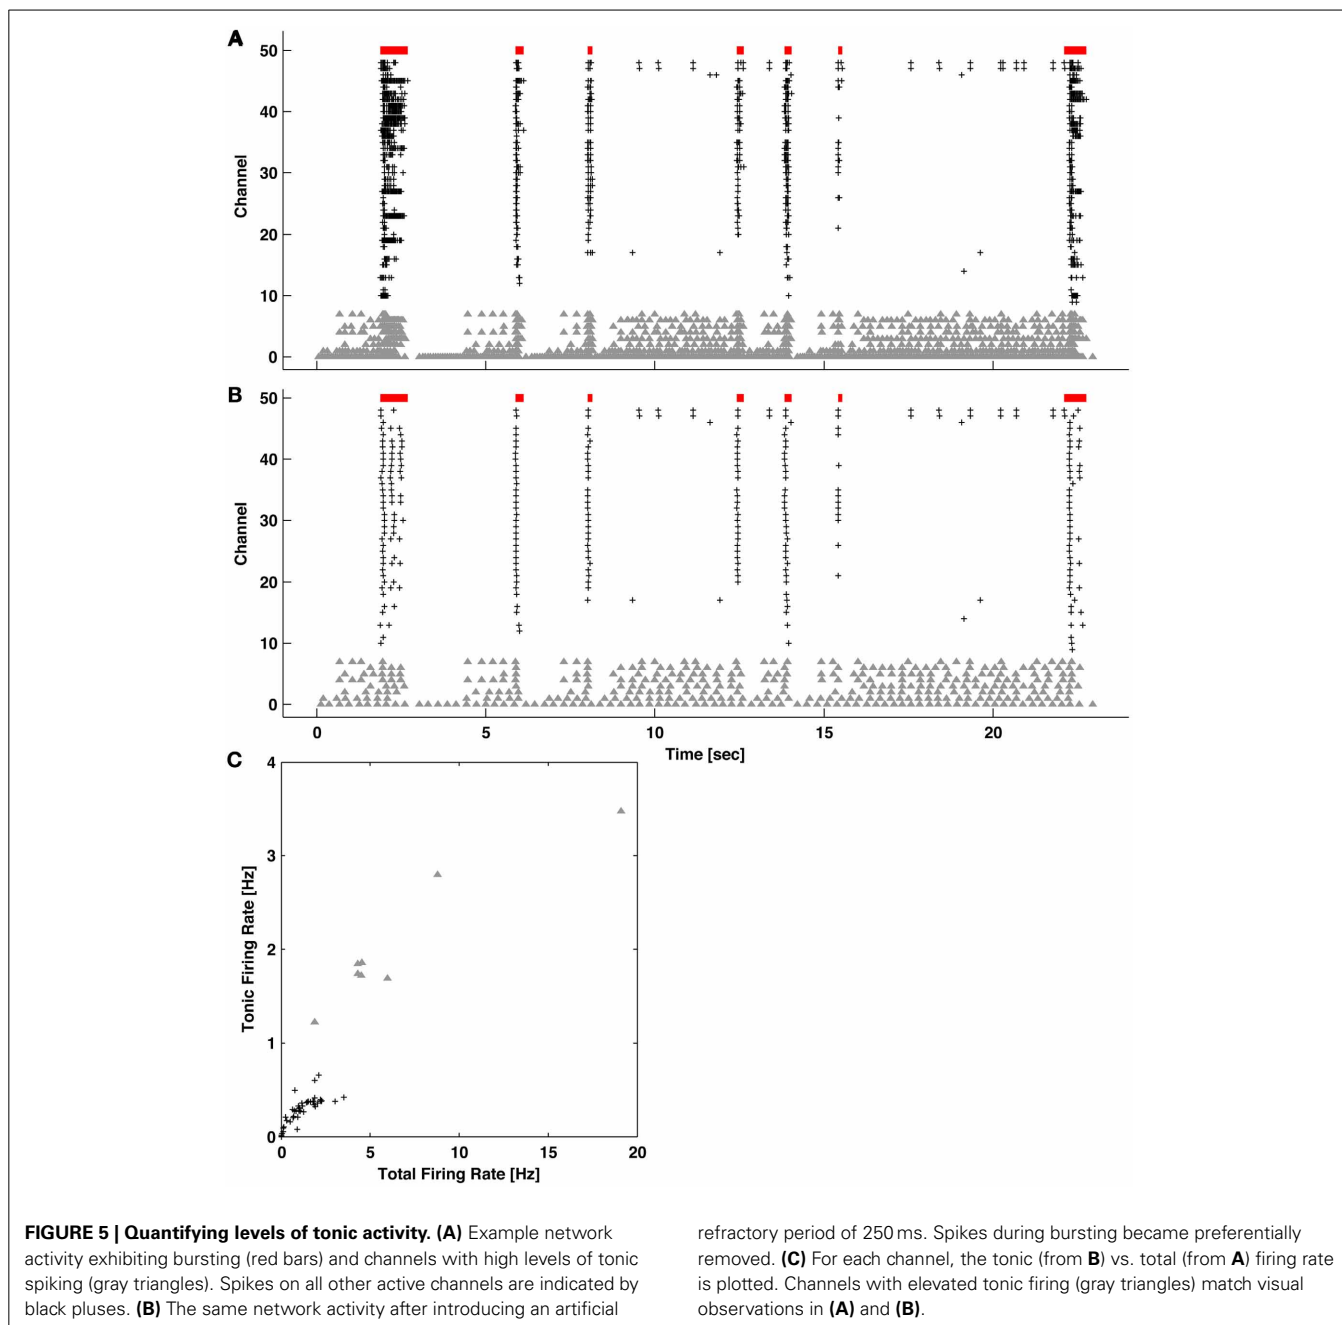 A
50
40
30
20
10
0
Channel
B
50
40
30
20
10
0
Channel
0 5 10 15 20
Time [sec]
C
4
3
2
1
0
Tonic Firing Rate [Hz]
0 5 10 15 20
Total Firing Rate [Hz]
FIGURE 5 | Quantifying levels of tonic activity. (A) Example network
activity exhibiting bursting (red bars) and channels with high levels of tonic
spiking (gray triangles). Spikes on all other active channels are indicated by
black pluses. (B) The same network activity after introducing an artificial
refractory period of 250 ms. Spikes during bursting became preferentially
removed. (C) For each channel, the tonic (from B) vs. total (from A) firing rate
is plotted. Channels with elevated tonic firing (gray triangles) match visual
observations in (A) and (B).